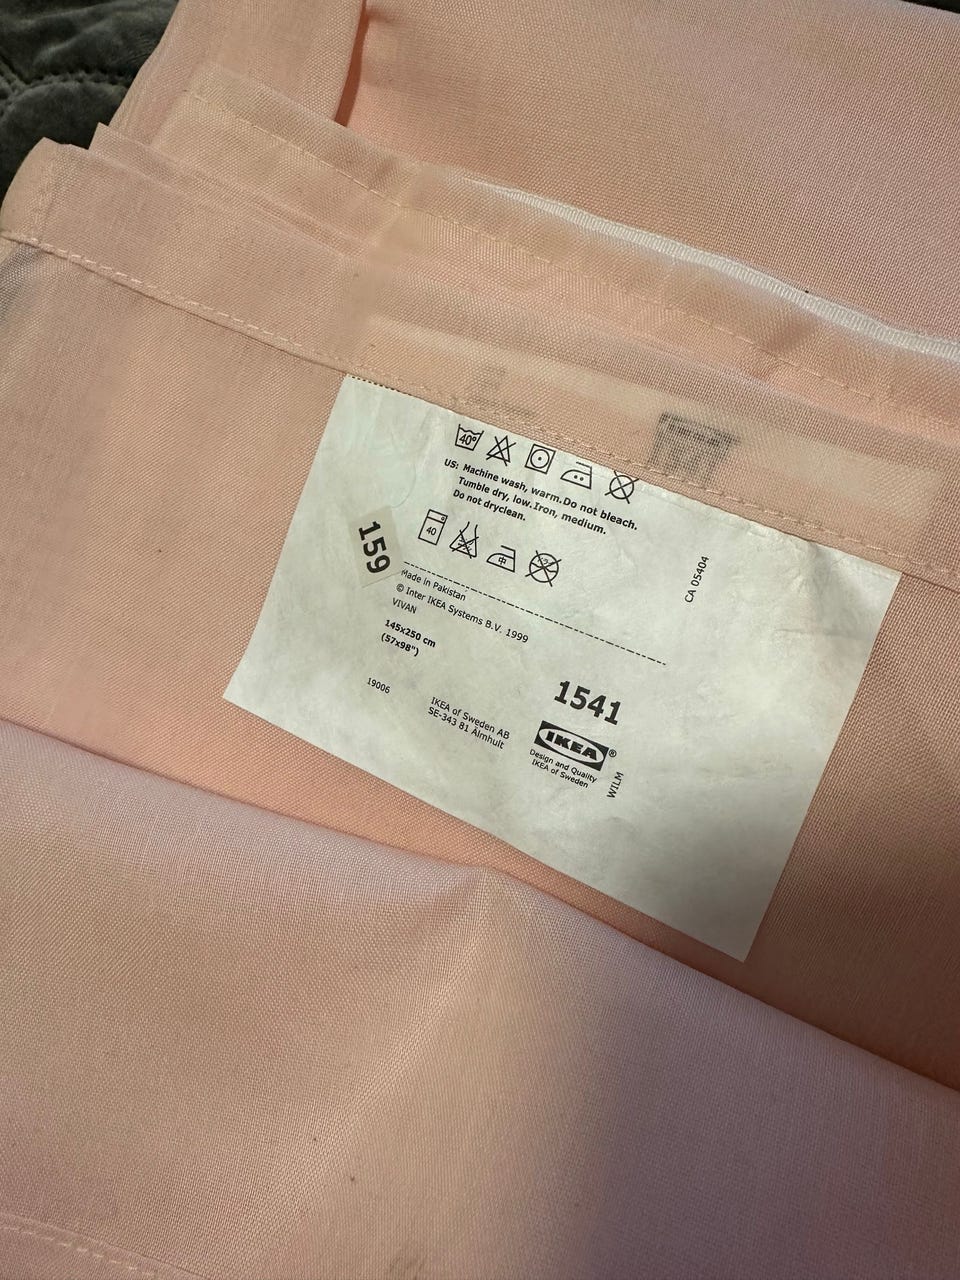 40°
US: Machine wash, warm. Do not bleach.
Tumble dry, low. Iron, medium.
Do not dryclean.
40
中
159
CA 05404
Made in Pakistan
© Inter IKEA Systems B.V. 1999
VIVAN
145x250 cm
(57x98")
19006
IKEA of Sweden AB
SE-343 81 Älmhult
1541
IKEA®
Design and Quality
IKEA of Sweden
WILM